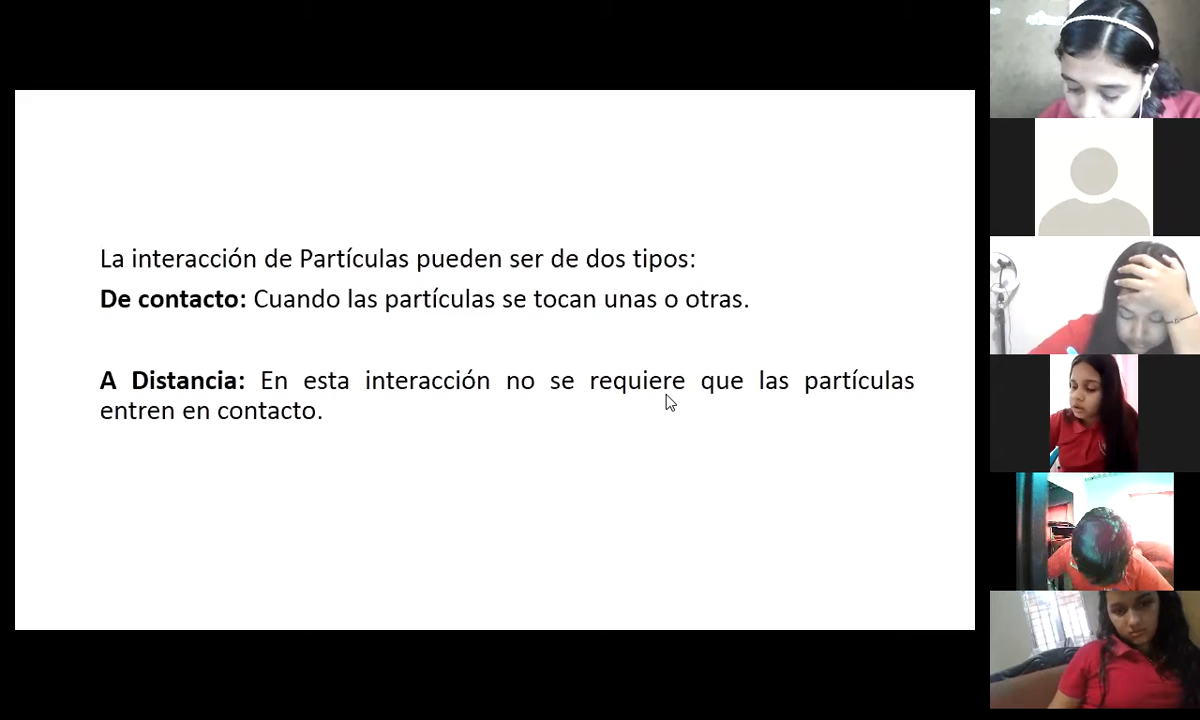 La interacción de Partículas pueden ser de dos tipos:
De contacto: Cuando las partículas se tocan unas o otras.
A Distancia: En esta interacción no se requiere que las partículas
entren en contacto.